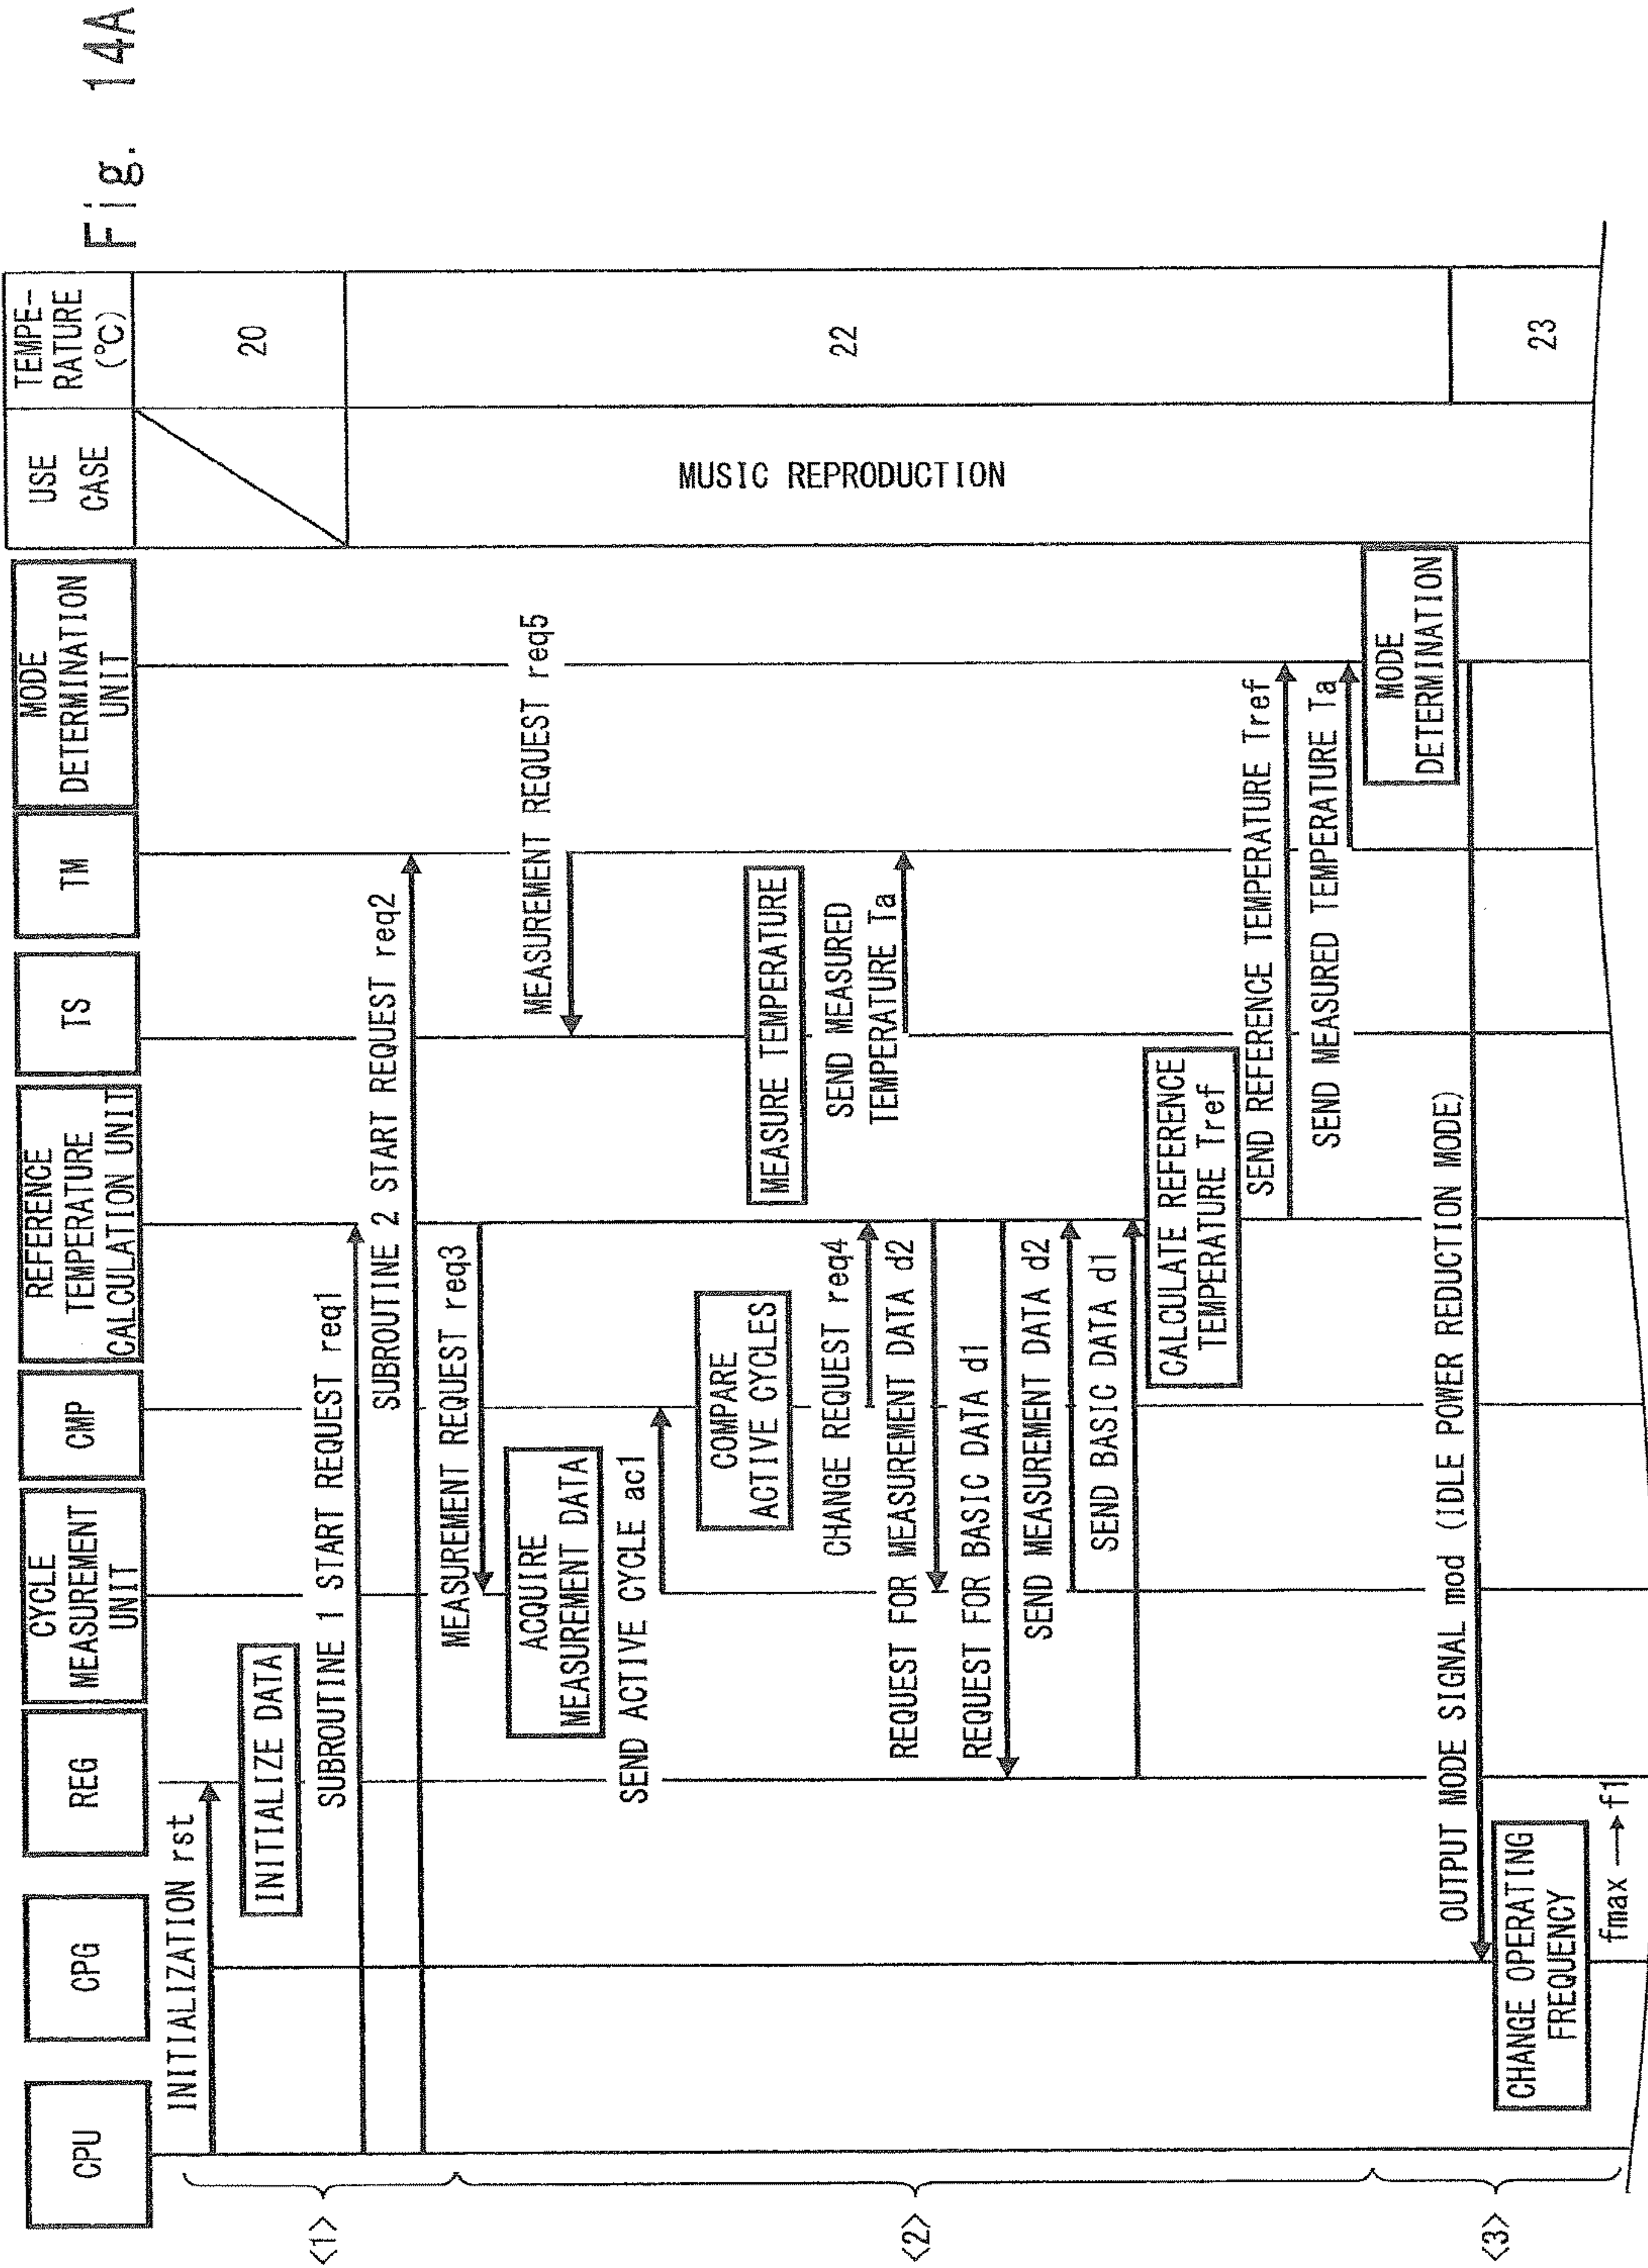 Fig. 14A
CPU
CPG
REG
CYCLE
MEASUREMENT
UNIT
CMP
REFERENCE
TEMPERATURE
CALCULATION UNIT
TS
TM
MODE
DETERMINATION
UNIT
USE
CASE
TEMPE-
RATURE
(°C)
<1>
INITIALIZATION rst
INITIALIZE DATA
20
SUBROUTINE 1 START REQUEST req1
SUBROUTINE 2 START REQUEST req2
<2>
MEASUREMENT REQUEST req3
MEASUREMENT REQUEST req5
ACQUIRE
MEASUREMENT DATA
SEND ACTIVE CYCLE ac1
COMPARE
ACTIVE CYCLES
MEASURE TEMPERATURE
MUSIC REPRODUCTION
22
CHANGE REQUEST req4
SEND MEASURED
TEMPERATURE Ta
REQUEST FOR MEASUREMENT DATA d2
REQUEST FOR BASIC DATA d1
SEND MEASUREMENT DATA d2
SEND BASIC DATA d1
CALCULATE REFERENCE
TEMPERATURE Tref
SEND REFERENCE TEMPERATURE Tref
SEND MEASURED TEMPERATURE Ta
<3>
MODE
DETERMINATION
OUTPUT MODE SIGNAL mod (IDLE POWER REDUCTION MODE)
CHANGE OPERATING
FREQUENCY
23
fmax → f1